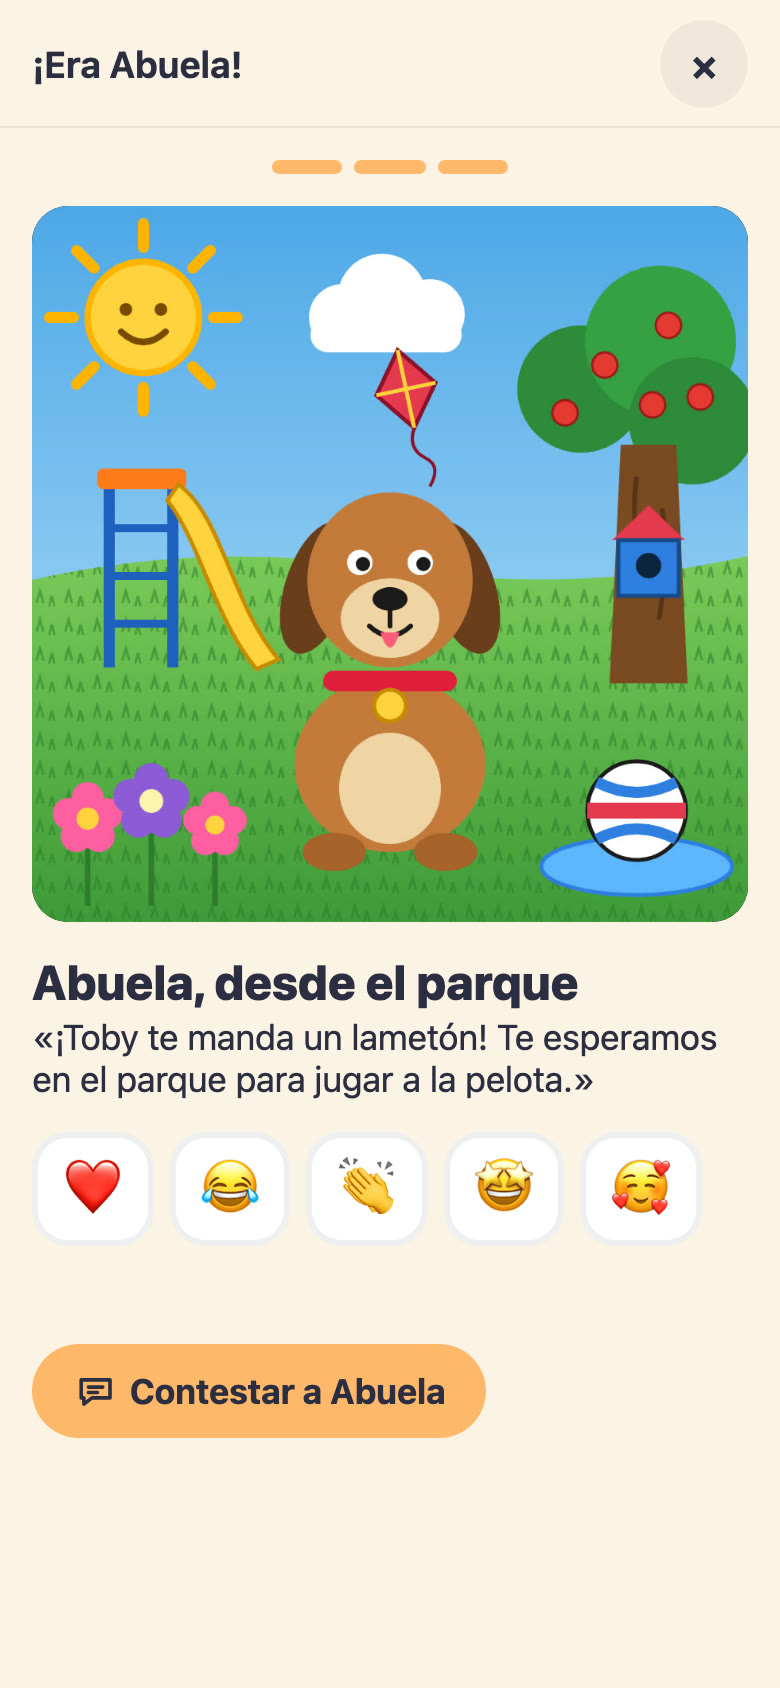 ¡Era Abuela!
Abuela, desde el parque
«¡Toby te manda un lametón! Te esperamos
en el parque para jugar a la pelota.»
Contestar a Abuela